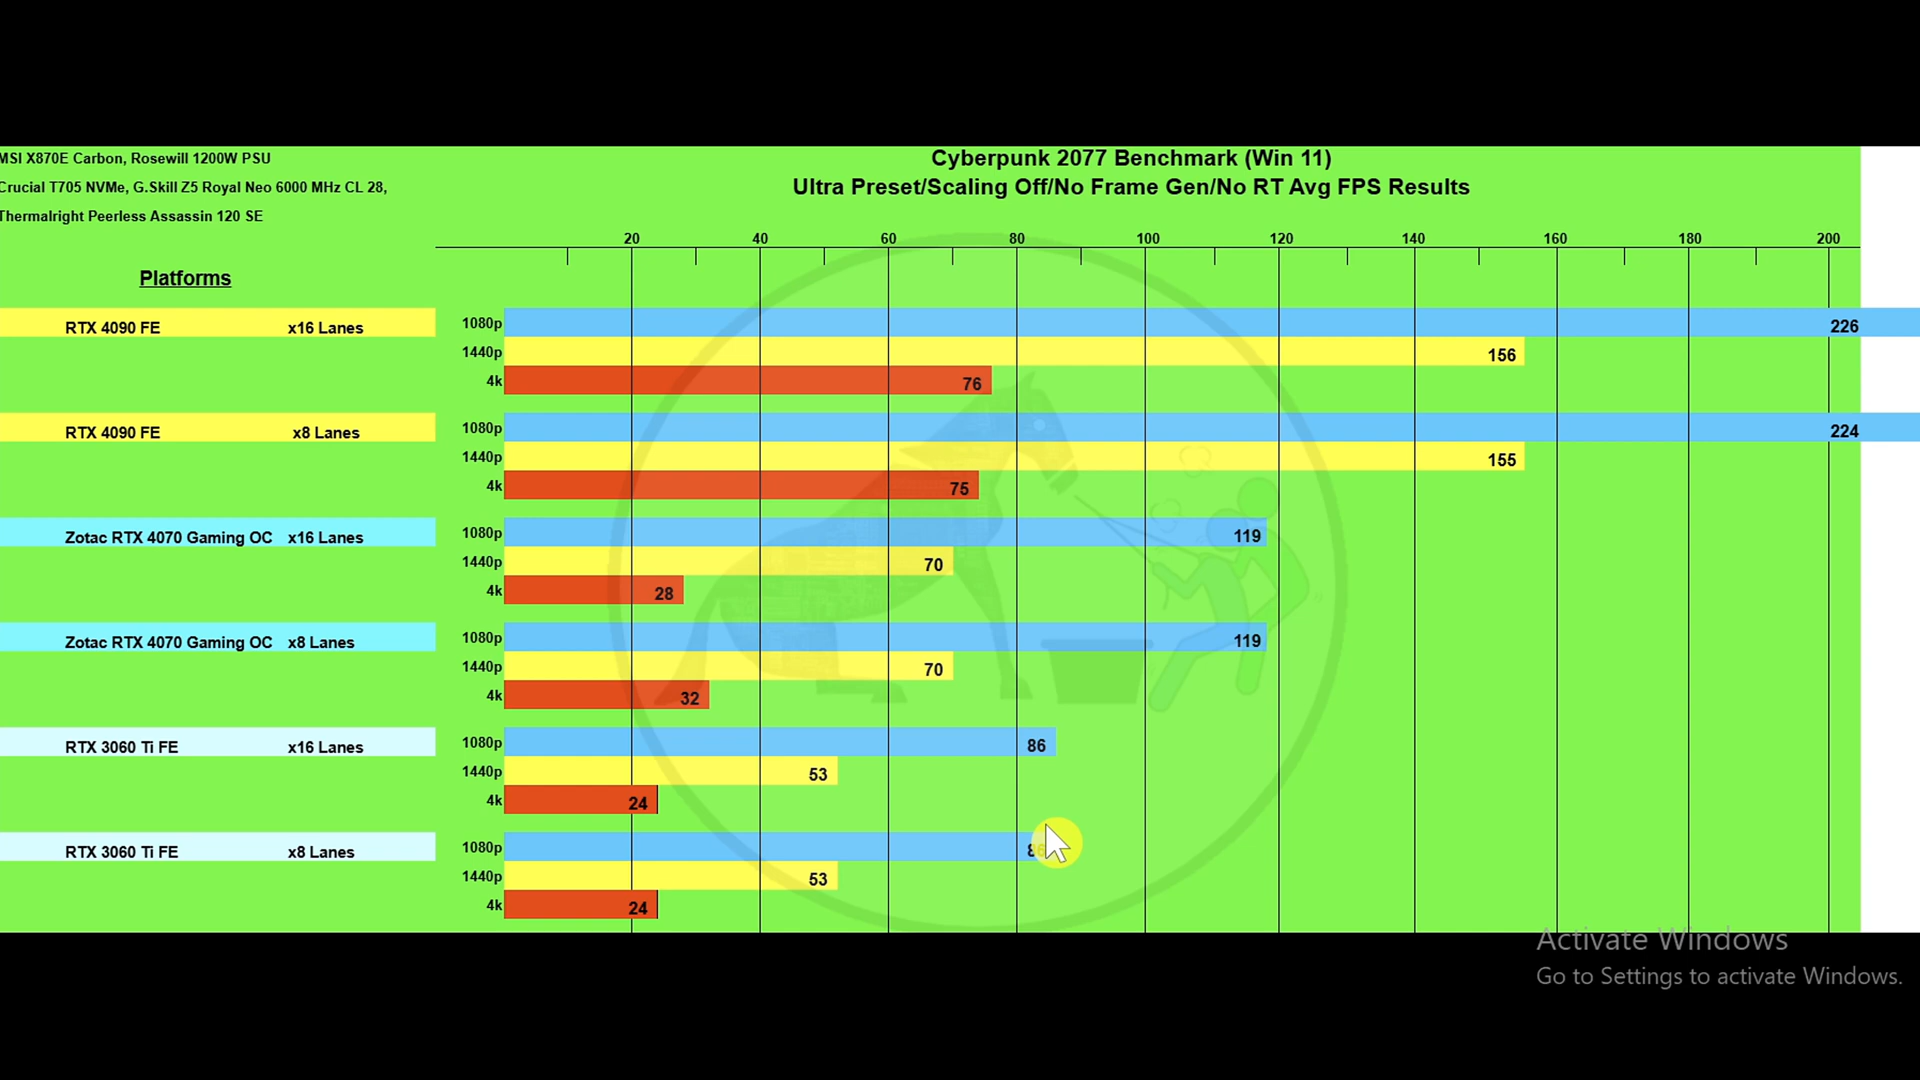 MSI X870E Carbon, Rosewill 1200W PSU
Crucial T705 NVMe, G.Skill Z5 Royal Neo 6000 MHz CL 28,
Thermalright Peerless Assassin 120 SE
Cyberpunk 2077 Benchmark (Win 11)
Ultra Preset/Scaling Off/No Frame Gen/No RT Avg FPS Results
20 40 60 80 100 120 140 160 180 200
Platforms
RTX 4090 FE x16 Lanes
1080p 226
1440p 156
4k 76
RTX 4090 FE x8 Lanes
1080p 224
1440p 155
4k 75
Zotac RTX 4070 Gaming OC x16 Lanes
1080p 119
1440p 70
4k 28
Zotac RTX 4070 Gaming OC x8 Lanes
1080p 119
1440p 70
4k 32
RTX 3060 Ti FE x16 Lanes
1080p 86
1440p 53
4k 24
RTX 3060 Ti FE x8 Lanes
1080p 86
1440p 53
4k 24
Activate Windows
Go to Settings to activate Windows.